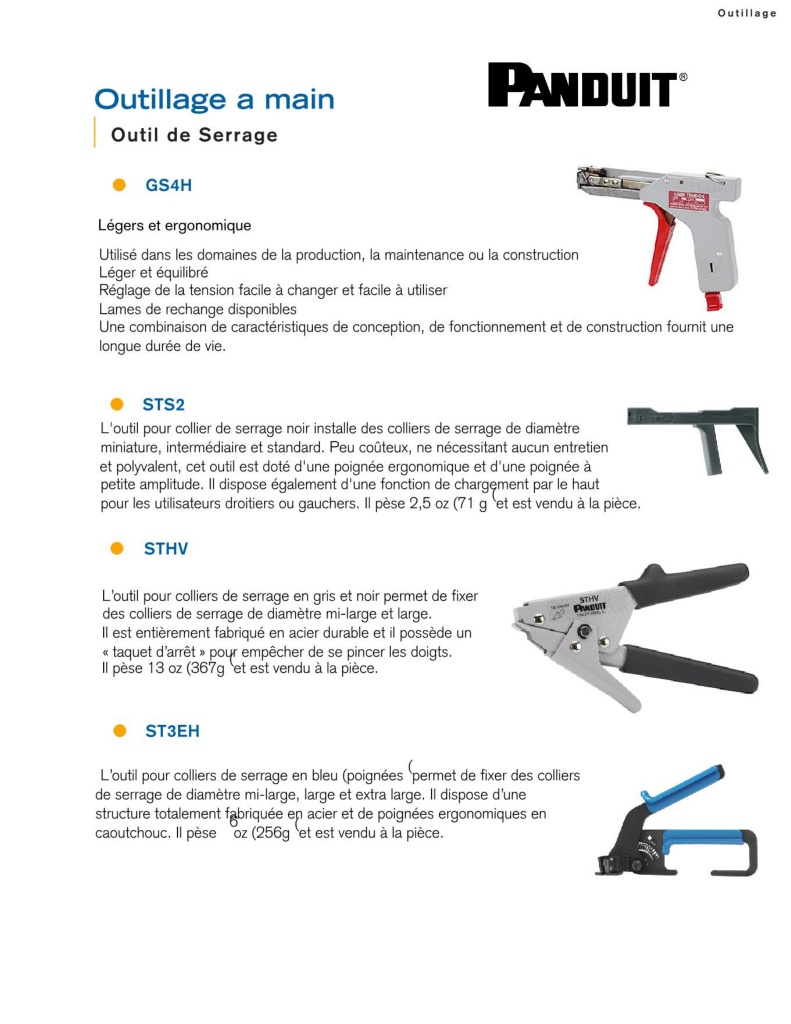 Outillage
PANDUIT®
Outillage a main
Outil de Serrage
GS4H
Légers et ergonomique
Utilisé dans les domaines de la production, la maintenance ou la construction
Léger et équilibré
Réglage de la tension facile à changer et facile à utiliser
Lames de rechange disponibles
Une combinaison de caractéristiques de conception, de fonctionnement et de construction fournit une
longue durée de vie.
STS2
L'outil pour collier de serrage noir installe des colliers de serrage de diamètre
miniature, intermédiaire et standard. Peu coûteux, ne nécessitant aucun entretien
et polyvalent, cet outil est doté d'une poignée ergonomique et d'une poignée à
petite amplitude. Il dispose également d'une fonction de chargement par le haut
pour les utilisateurs droitiers ou gauchers. Il pèse 2,5 oz (71 g (et est vendu à la pièce.
STHV
L'outil pour colliers de serrage en gris et noir permet de fixer
des colliers de serrage de diamètre mi-large et large.
Il est entièrement fabriqué en acier durable et il possède un
« taquet d'arrêt » pour empêcher de se pincer les doigts.
Il pèse 13 oz (367g (et est vendu à la pièce.
STHV
PANDUIT
ST3EH
L'outil pour colliers de serrage en bleu (poignées (permet de fixer des colliers
de serrage de diamètre mi-large, large et extra large. Il dispose d'une
structure totalement fabriquée en acier et de poignées ergonomiques en
caoutchouc. Il pèse 6 oz (256g (et est vendu à la pièce.